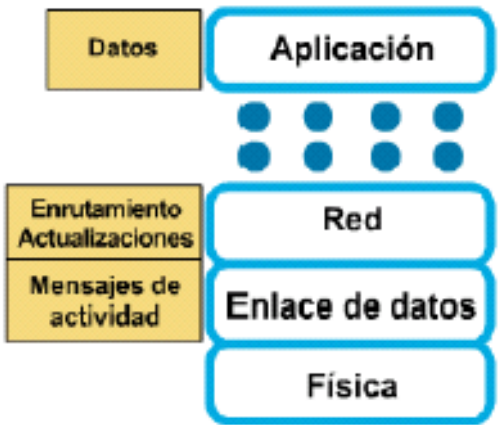 Datos
Aplicación
Enrutamiento
Actualizaciones
Red
Mensajes de
actividad
Enlace de datos
Física